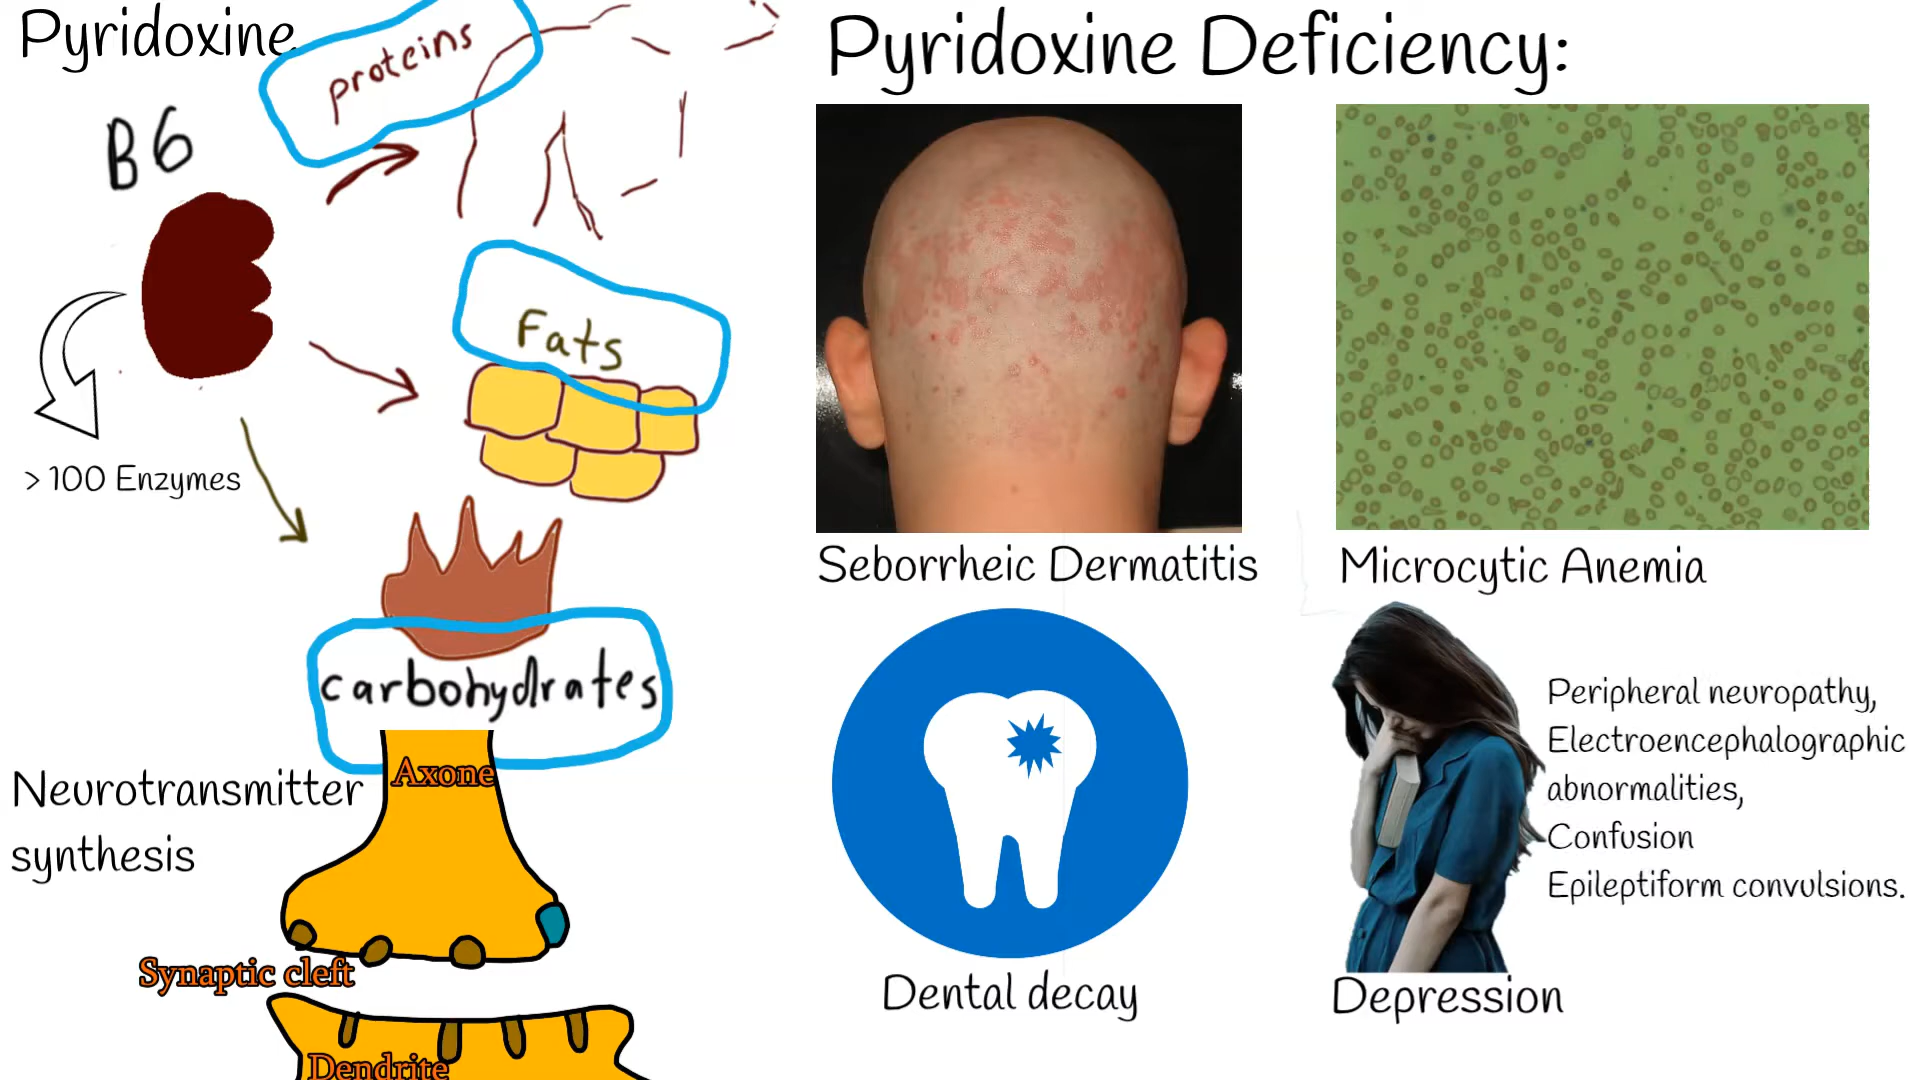 Pyridoxine
proteins
B6
Fats
> 100 Enzymes
carbohydrates
Axone
Neurotransmitter
synthesis
Synaptic cleft
Dendrite
Pyridoxine Deficiency:
Seborrheic Dermatitis
Microcytic Anemia
Dental decay
Peripheral neuropathy,
Electroencephalographic
abnormalities,
Confusion
Epileptiform convulsions.
Depression